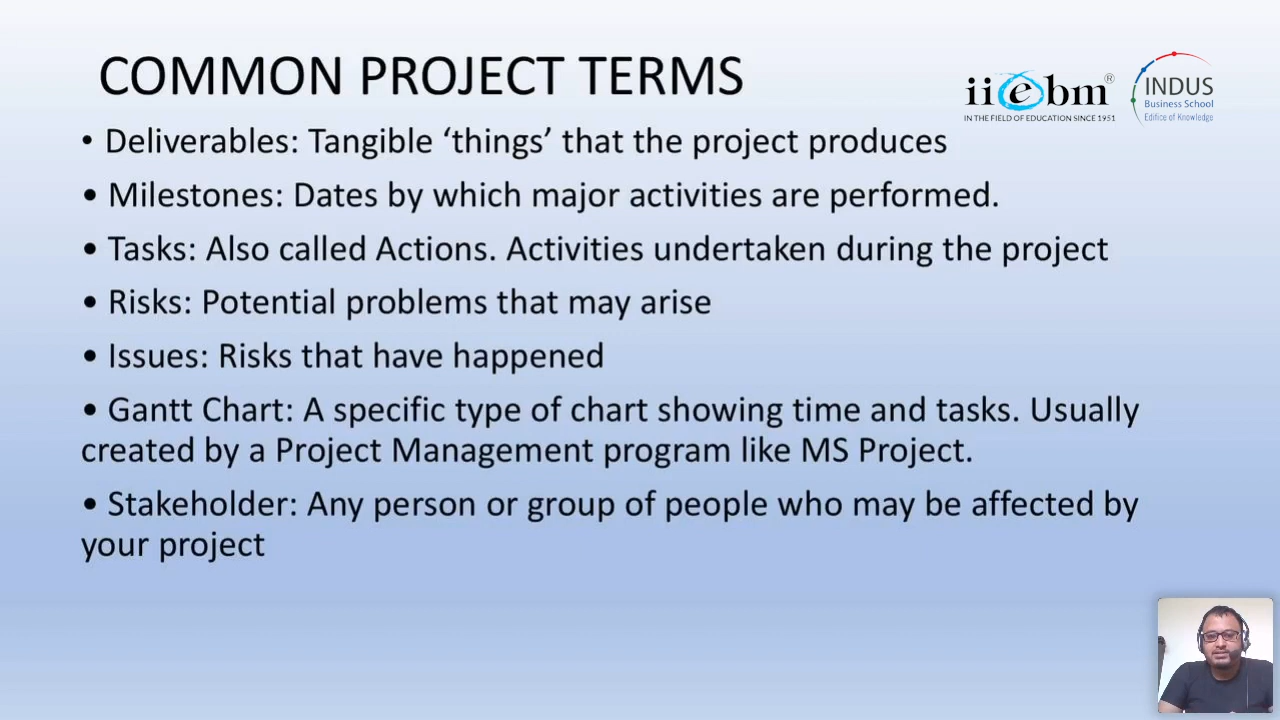 COMMON PROJECT TERMS
iiebm®
IN THE FIELD OF EDUCATION SINCE 1951
INDUS
Business School
Edifice of Knowledge
• Deliverables: Tangible ‘things’ that the project produces
• Milestones: Dates by which major activities are performed.
• Tasks: Also called Actions. Activities undertaken during the project
• Risks: Potential problems that may arise
• Issues: Risks that have happened
• Gantt Chart: A specific type of chart showing time and tasks. Usually
created by a Project Management program like MS Project.
• Stakeholder: Any person or group of people who may be affected by
your project